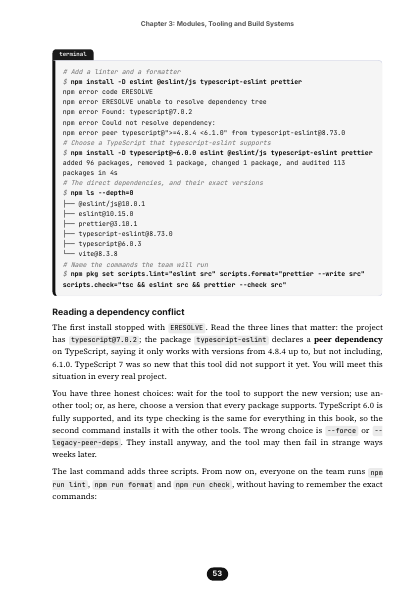 Chapter 3: Modules, Tooling and Build Systems
terminal
# Add a linter and a formatter
$ npm install -D eslint @eslint/js typescript-eslint prettier
npm error code ERESOLVE
npm error ERESOLVE unable to resolve dependency tree
npm error Found: typescript@7.0.2
npm error Could not resolve dependency:
npm error peer typescript@">=4.8.4 <6.1.0" from typescript-eslint@8.73.0
# Choose a TypeScript that typescript-eslint supports
$ npm install -D typescript@~6.0.0 eslint @eslint/js typescript-eslint prettier
added 96 packages, removed 1 package, changed 1 package, and audited 113
packages in 4s
# The direct dependencies, and their exact versions
$ npm ls --depth=0
├── @eslint/js@10.0.1
├── eslint@10.15.0
├── prettier@3.10.1
├── typescript-eslint@8.73.0
├── typescript@6.0.3
└── vite@8.3.8
# Name the commands the team will run
$ npm pkg set scripts.lint="eslint src" scripts.format="prettier --write src"
scripts.check="tsc && eslint src && prettier --check src"
Reading a dependency conflict
The first install stopped with ERESOLVE. Read the three lines that matter: the project
has typescript@7.0.2; the package typescript-eslint declares a peer dependency
on TypeScript, saying it only works with versions from 4.8.4 up to, but not including,
6.1.0. TypeScript 7 was so new that this tool did not support it yet. You will meet this
situation in every real project.
You have three honest choices: wait for the tool to support the new version; use an-
other tool; or, as here, choose a version that every package supports. TypeScript 6.0 is
fully supported, and its type checking is the same for everything in this book, so the
second command installs it with the other tools. The wrong choice is --force or --
legacy-peer-deps. They install anyway, and the tool may then fail in strange ways
weeks later.
The last command adds three scripts. From now on, everyone on the team runs npm
run lint, npm run format and npm run check, without having to remember the exact
commands:
53